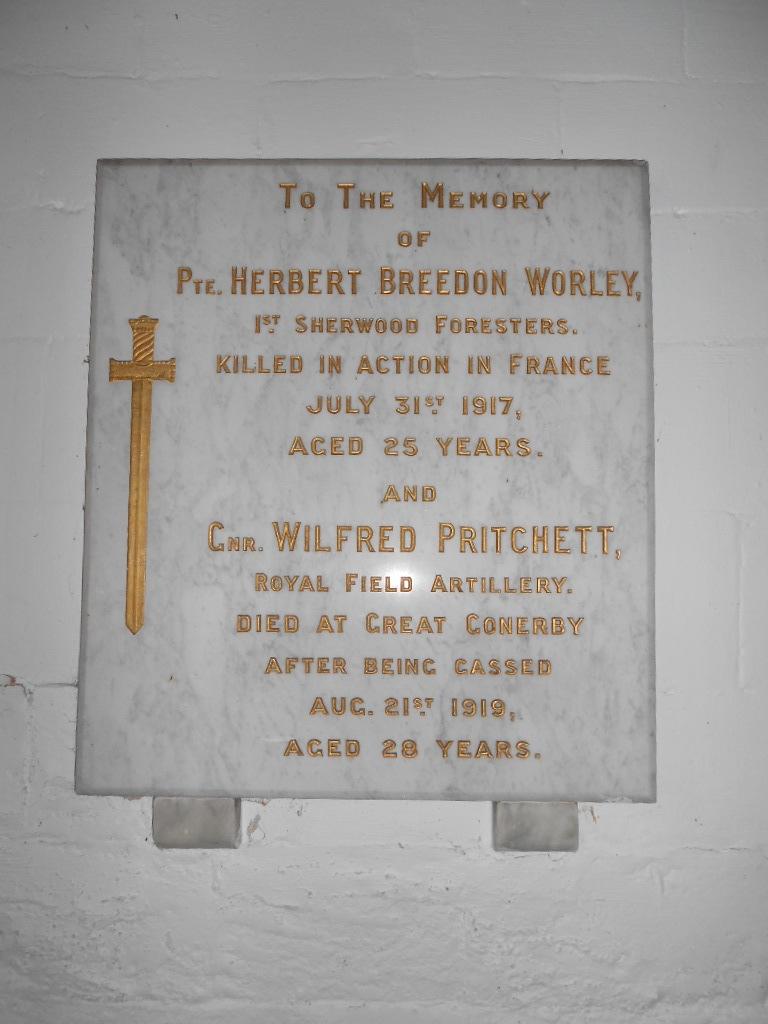 To The Memory
of
Pte. Herbert Breedon Worley,
1st Sherwood Foresters.
Killed in action in France
July 31st 1917,
Aged 25 years.
and
Gnr. Wilfred Pritchett,
Royal Field Artillery.
Died at Great Gonerby
after being gassed
Aug. 21st 1919,
Aged 28 years.